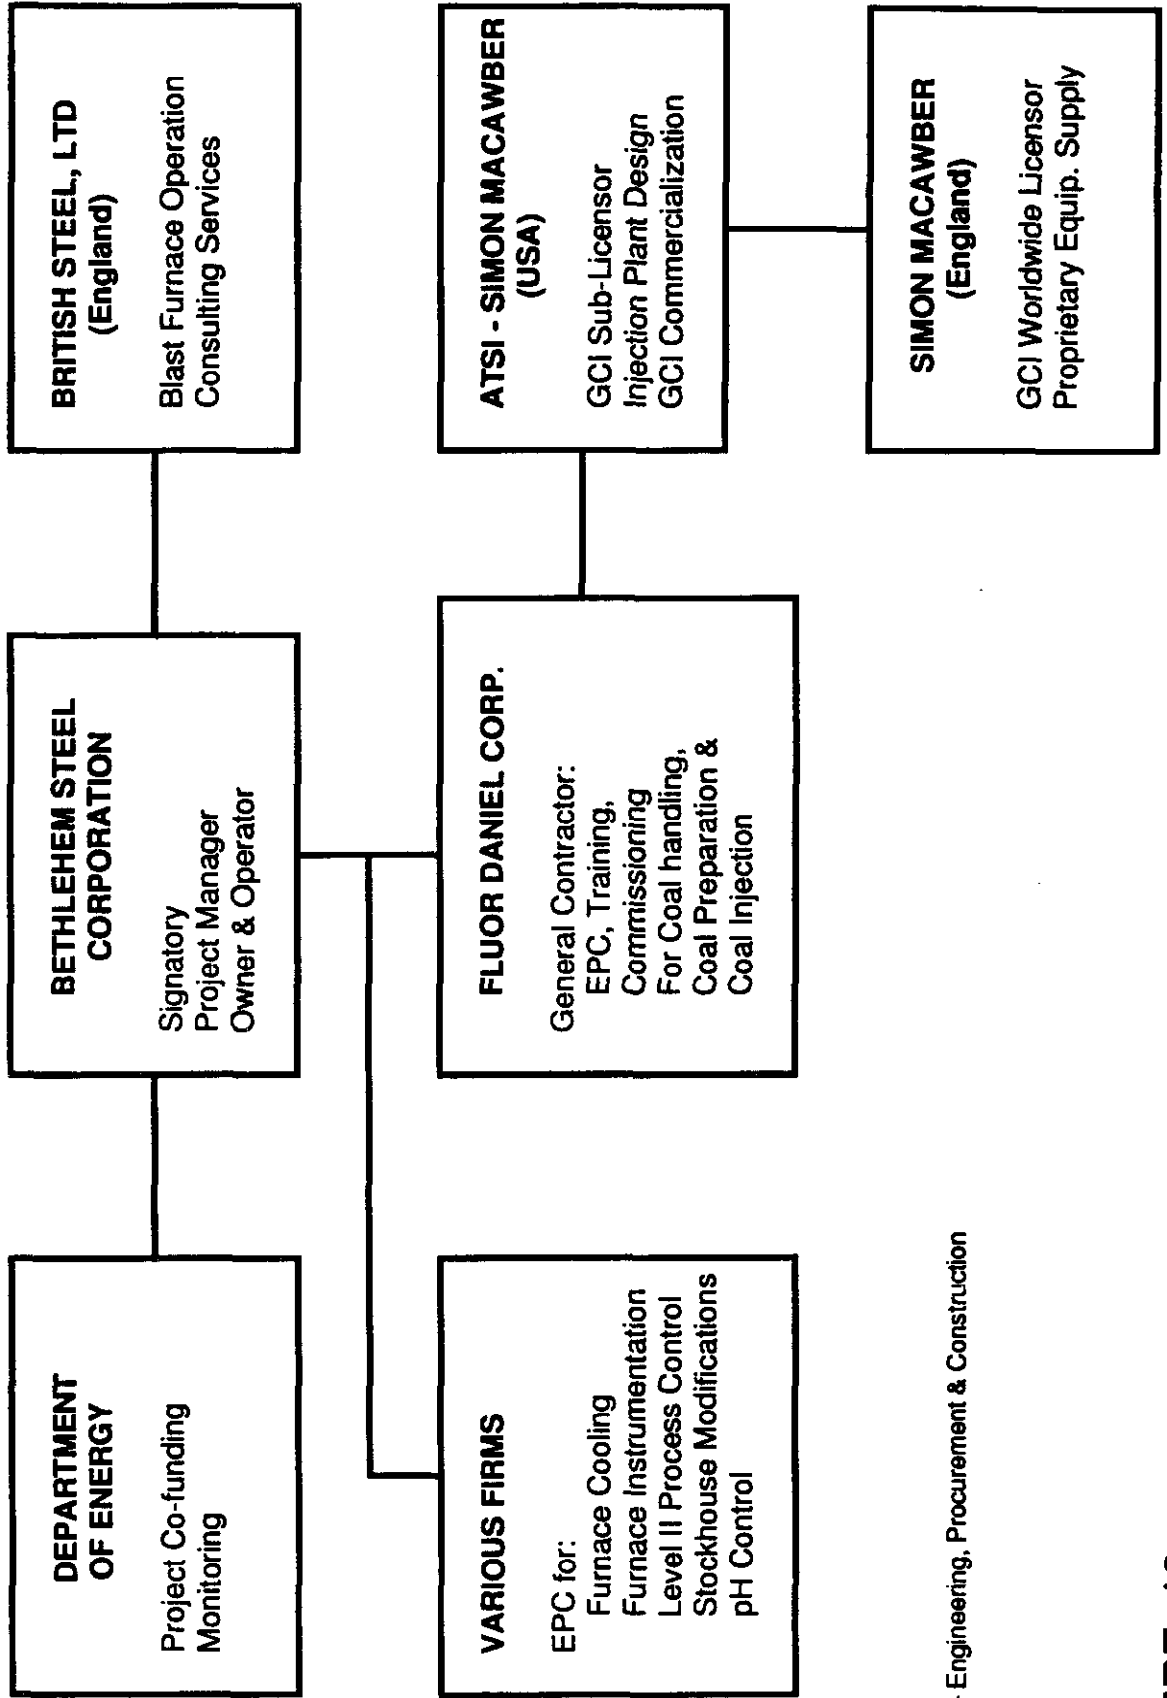 DEPARTMENT
OF ENERGY
Project Co-funding
Monitoring
BETHLEHEM STEEL
CORPORATION
Signatory
Project Manager
Owner & Operator
BRITISH STEEL, LTD
(England)
Blast Furnace Operation
Consulting Services
VARIOUS FIRMS
EPC for:
Furnace Cooling
Furnace Instrumentation
Level II Process Control
Stockhouse Modifications
pH Control
FLUOR DANIEL CORP.
General Contractor:
EPC, Training,
Commissioning
For Coal handling,
Coal Preparation &
Coal Injection
ATSI - SIMON MACAWBER
(USA)
GCI Sub-Licensor
Injection Plant Design
GCI Commercialization
SIMON MACAWBER
(England)
GCI Worldwide Licensor
Proprietary Equip. Supply
- Engineering, Procurement & Construction